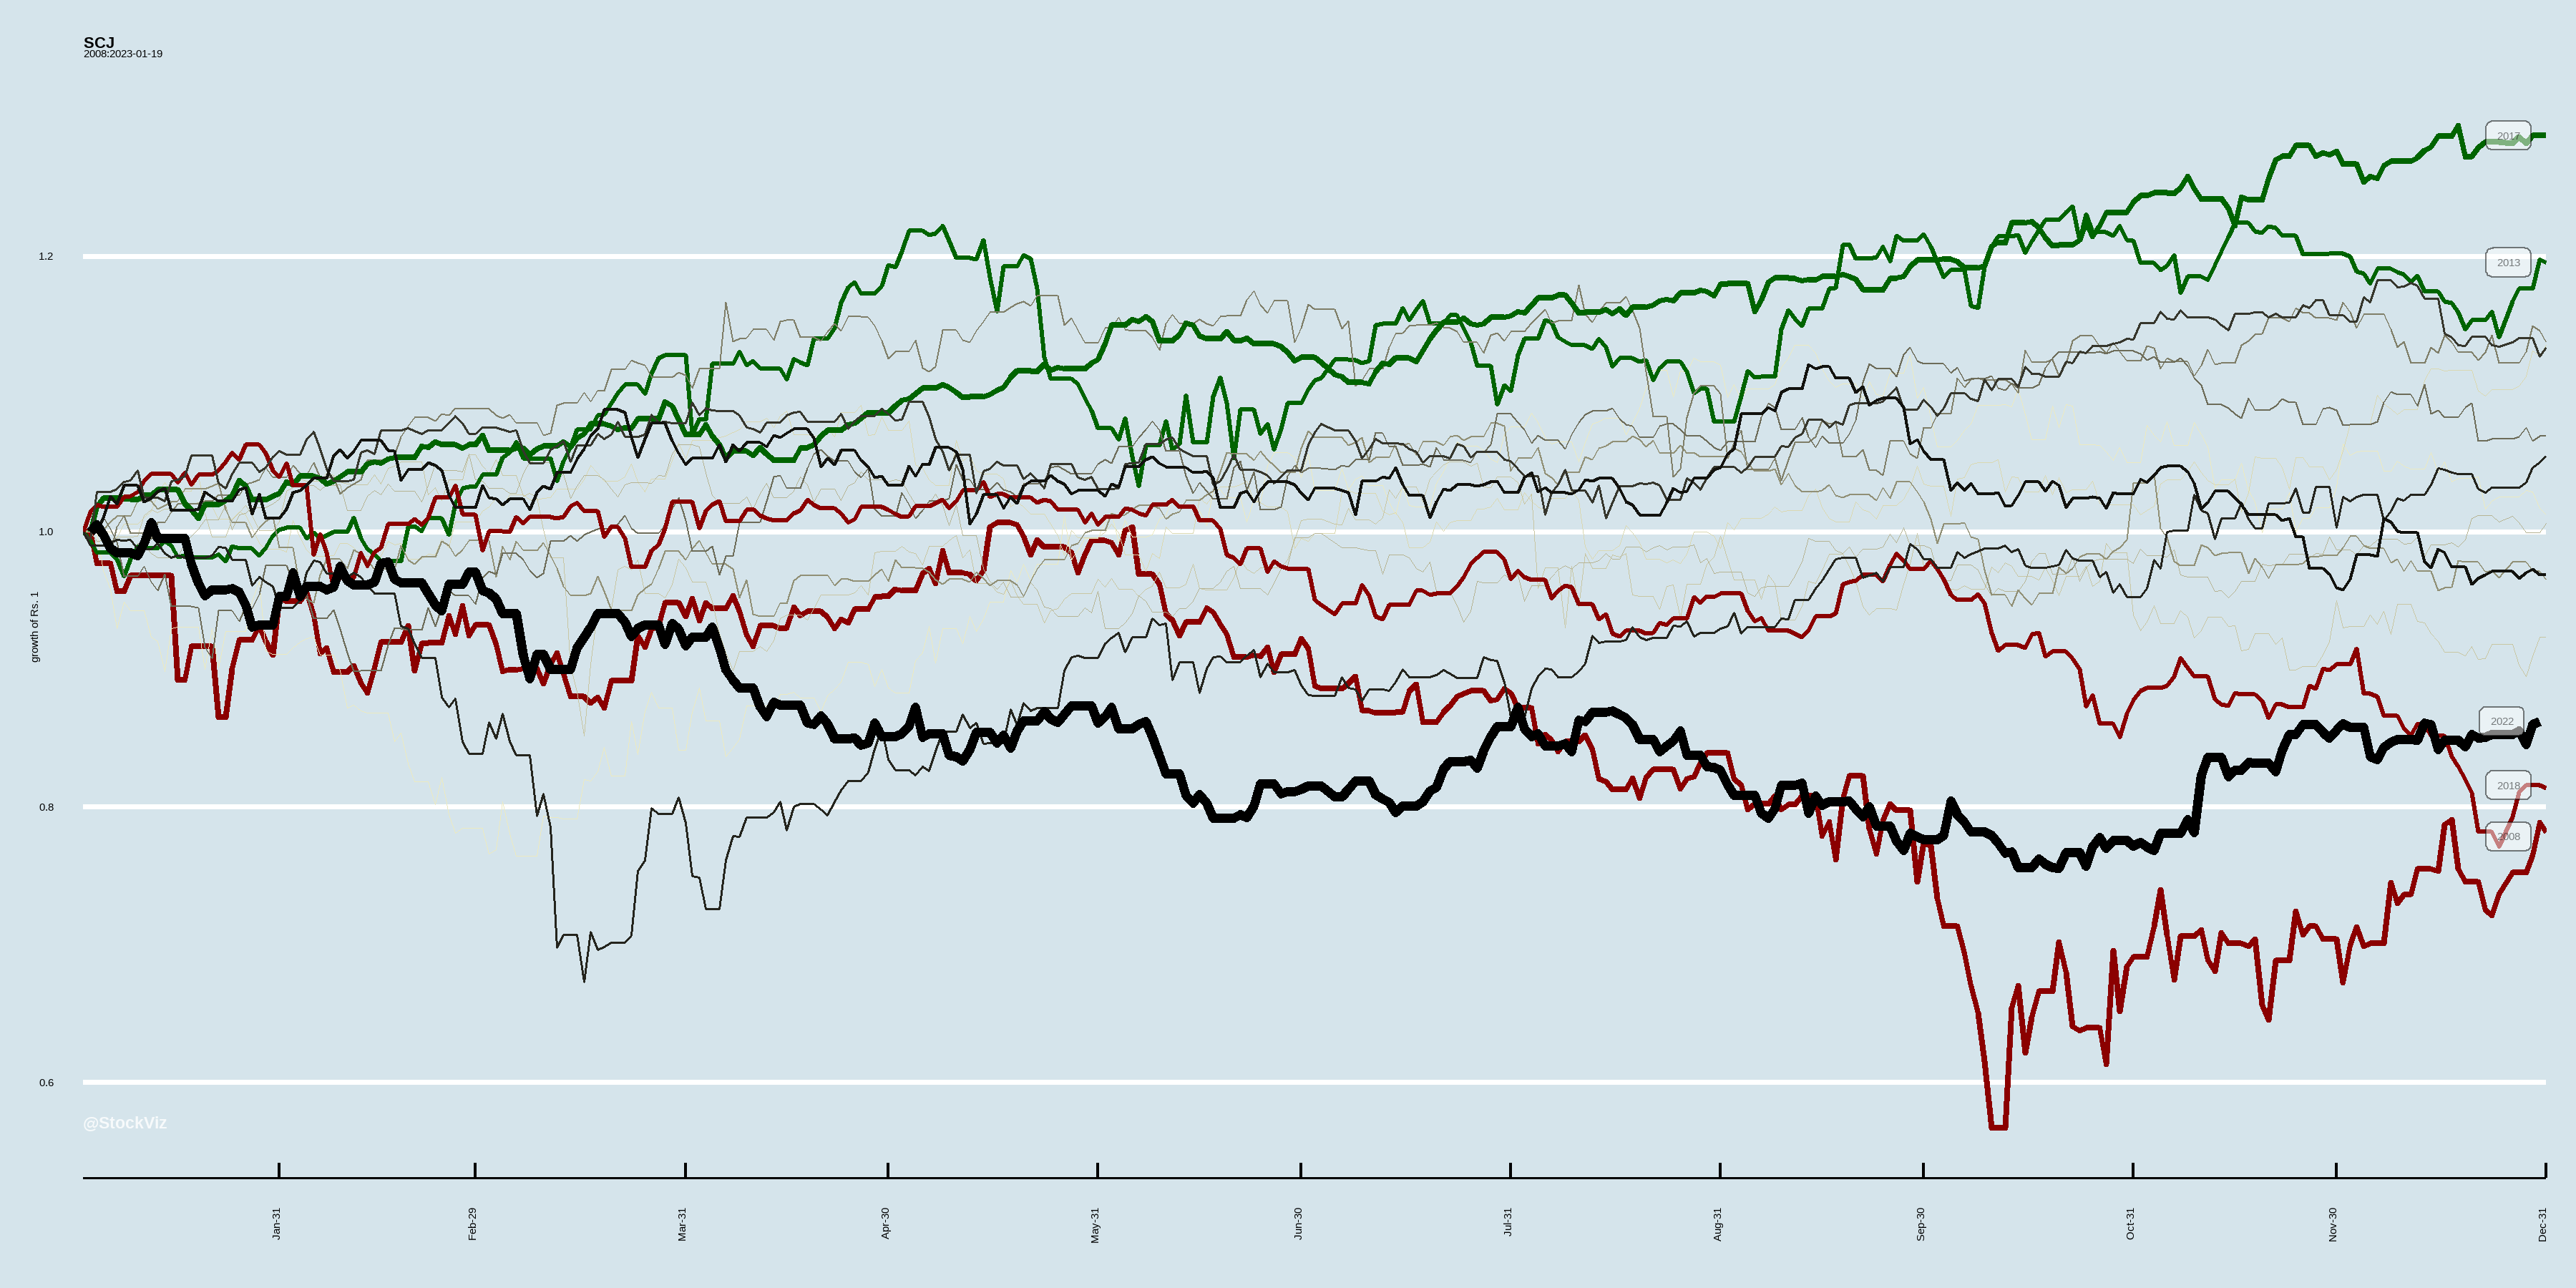 SCJ
2008:2023-01-19
2017
1.2
2013
1.0
growth of Rs. 1
2022
2018
0.8
2008
0.6
@StockViz
Jan-31
Feb-29
Mar-31
Apr-30
May-31
Jun-30
Jul-31
Aug-31
Sep-30
Oct-31
Nov-30
Dec-31